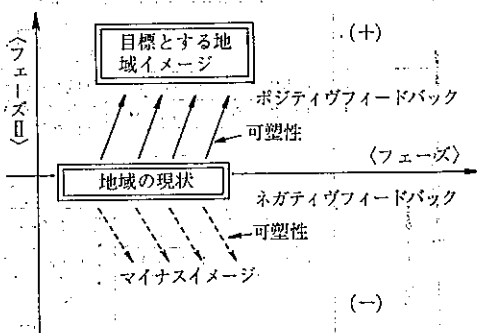 〈フェーズⅡ〉
目標とする地
域イメージ
(+)
ポジティヴフィードバック
可塑性
〈フェーズ〉
地域の現状
ネガティヴフィードバック
可塑性
マイナスイメージ
(−)